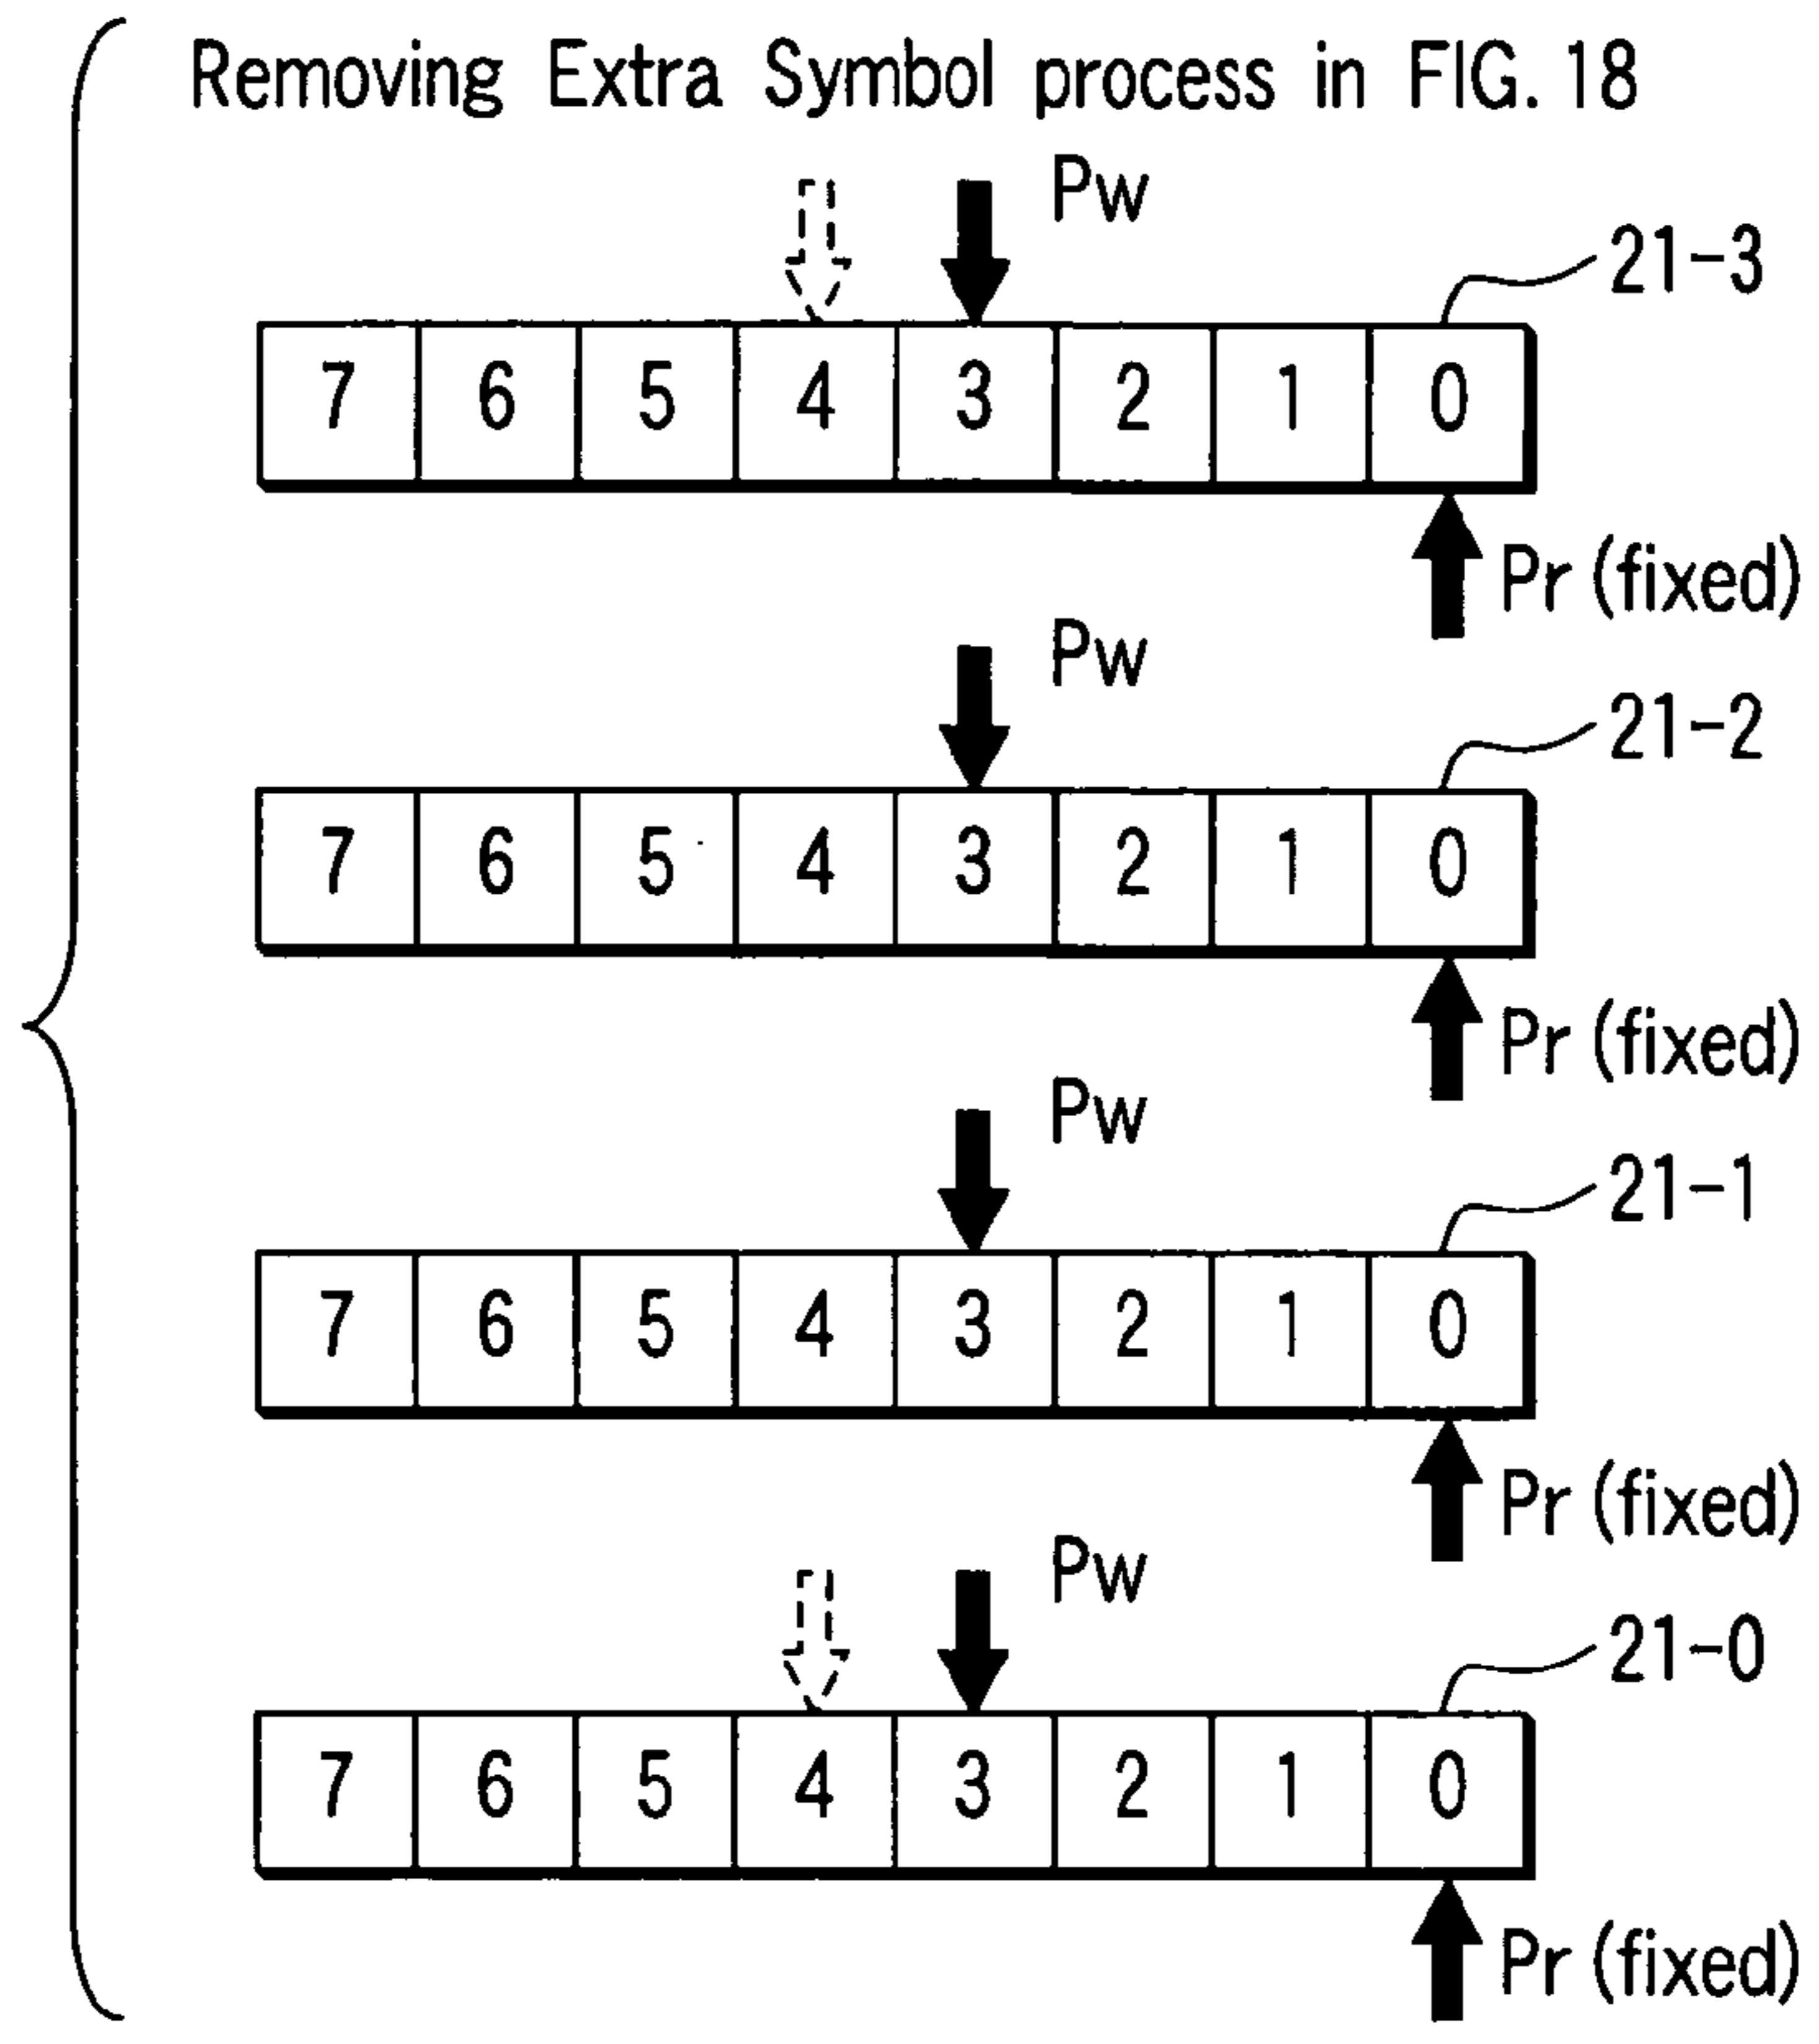 Removing Extra Symbol process in FIG. 18
Pw
21-3
7 6 5 4 3 2 1 0
Pr (fixed)
Pw
21-2
7 6 5 4 3 2 1 0
Pr (fixed)
Pw
21-1
7 6 5 4 3 2 1 0
Pr (fixed)
Pw
21-0
7 6 5 4 3 2 1 0
Pr (fixed)